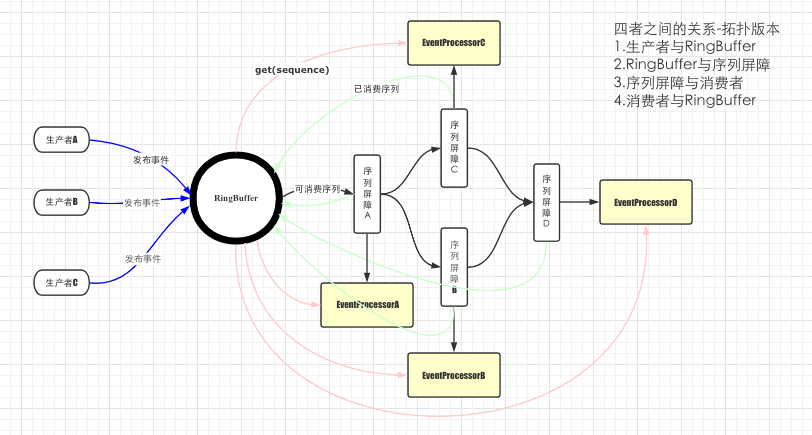 四者之间的关系-拓扑版本
1.生产者与RingBuffer
2.RingBuffer与序列屏障
3.序列屏障与消费者
4.消费者与RingBuffer
EventProcessorC
get(sequence)
已消费序列
生产者A
发布事件
生产者B
发布事件
生产者C
发布事件
RingBuffer
可消费序列
序
列
屏
障
A
序
列
屏
障
C
序
列
屏
障
B
序
列
屏
障
D
EventProcessorD
EventProcessorA
EventProcessorB